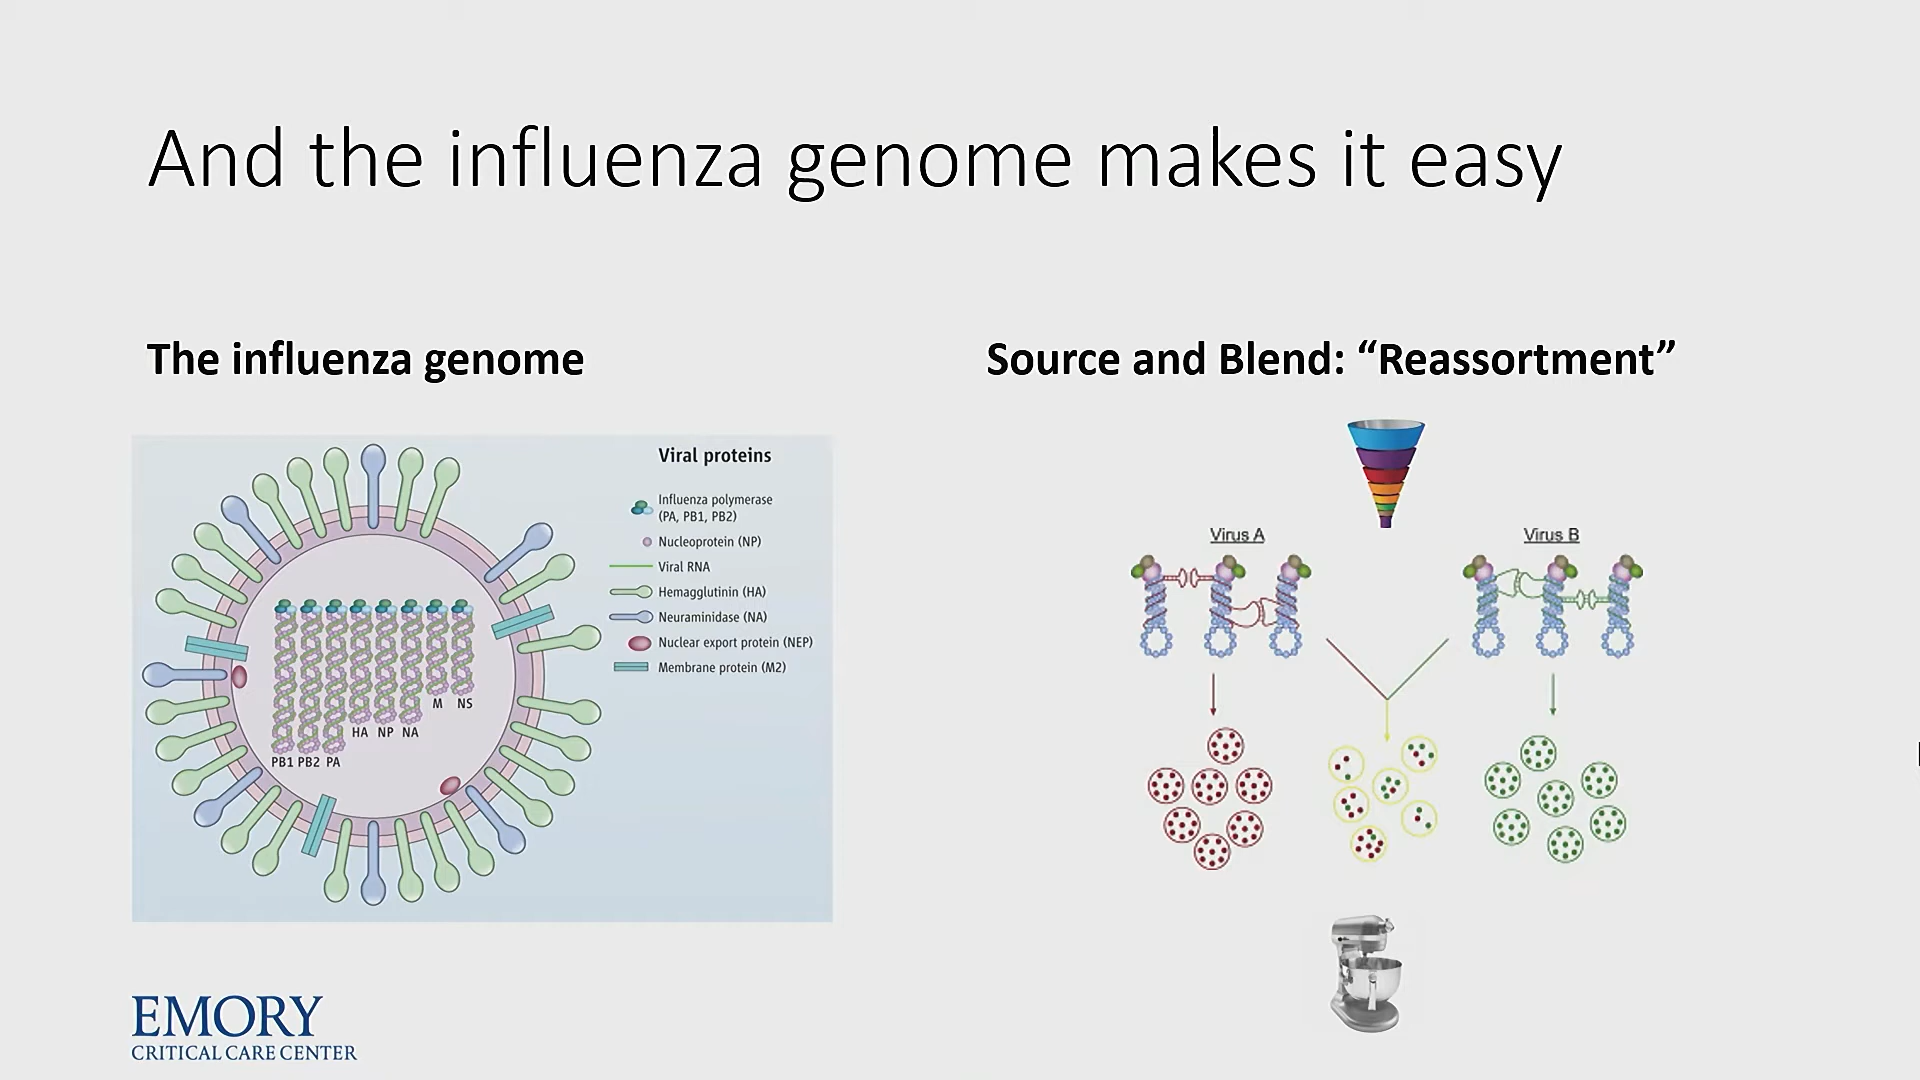 And the influenza genome makes it easy
The influenza genome
Viral proteins
Influenza polymerase
(PA, PB1, PB2)
Nucleoprotein (NP)
Viral RNA
Hemagglutinin (HA)
Neuraminidase (NA)
Nuclear export protein (NEP)
Membrane protein (M2)
M NS
HA NP NA
PB1 PB2 PA
Source and Blend: “Reassortment”
Virus A
Virus B
EMORY
CRITICAL CARE CENTER